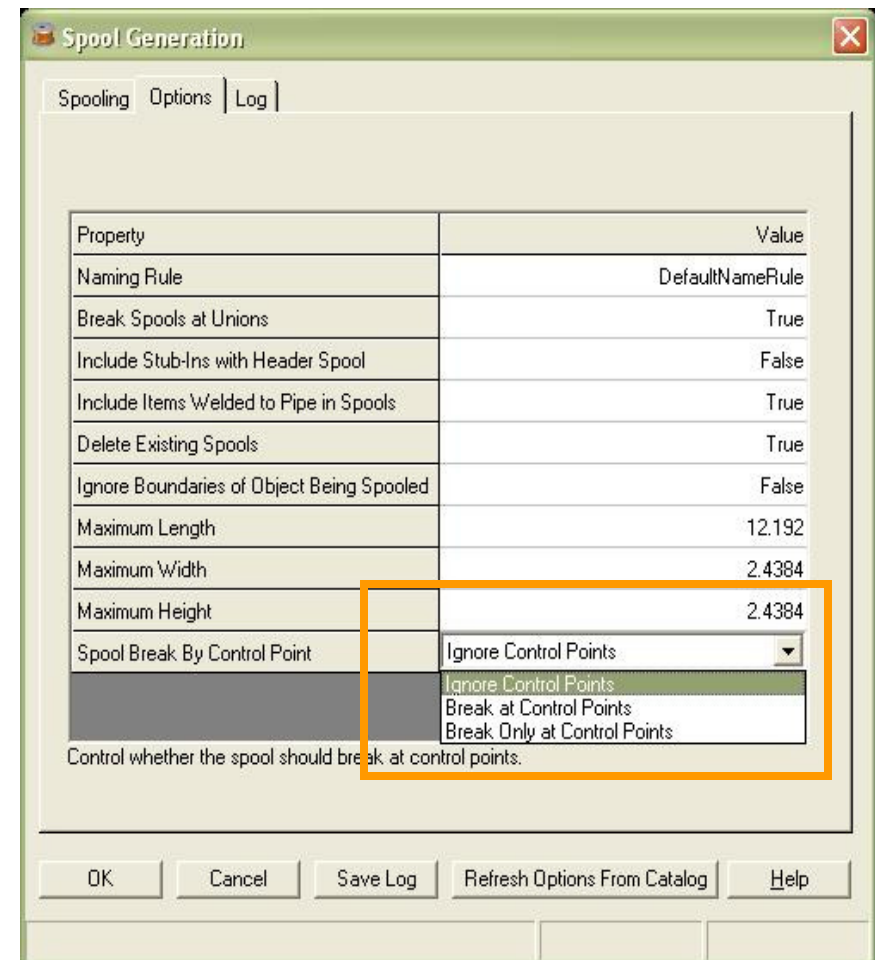 Spool Generation
Spooling Options Log
Property Value
Naming Rule DefaultNameRule
Break Spools at Unions True
Include Stub-Ins with Header Spool False
Include Items Welded to Pipe in Spools True
Delete Existing Spools True
Ignore Boundaries of Object Being Spooled False
Maximum Length 12.192
Maximum Width 2.4384
Maximum Height 2.4384
Spool Break By Control Point Ignore Control Points
Ignore Control Points
Break at Control Points
Break Only at Control Points
Control whether the spool should break at control points.
OK Cancel Save Log Refresh Options From Catalog Help